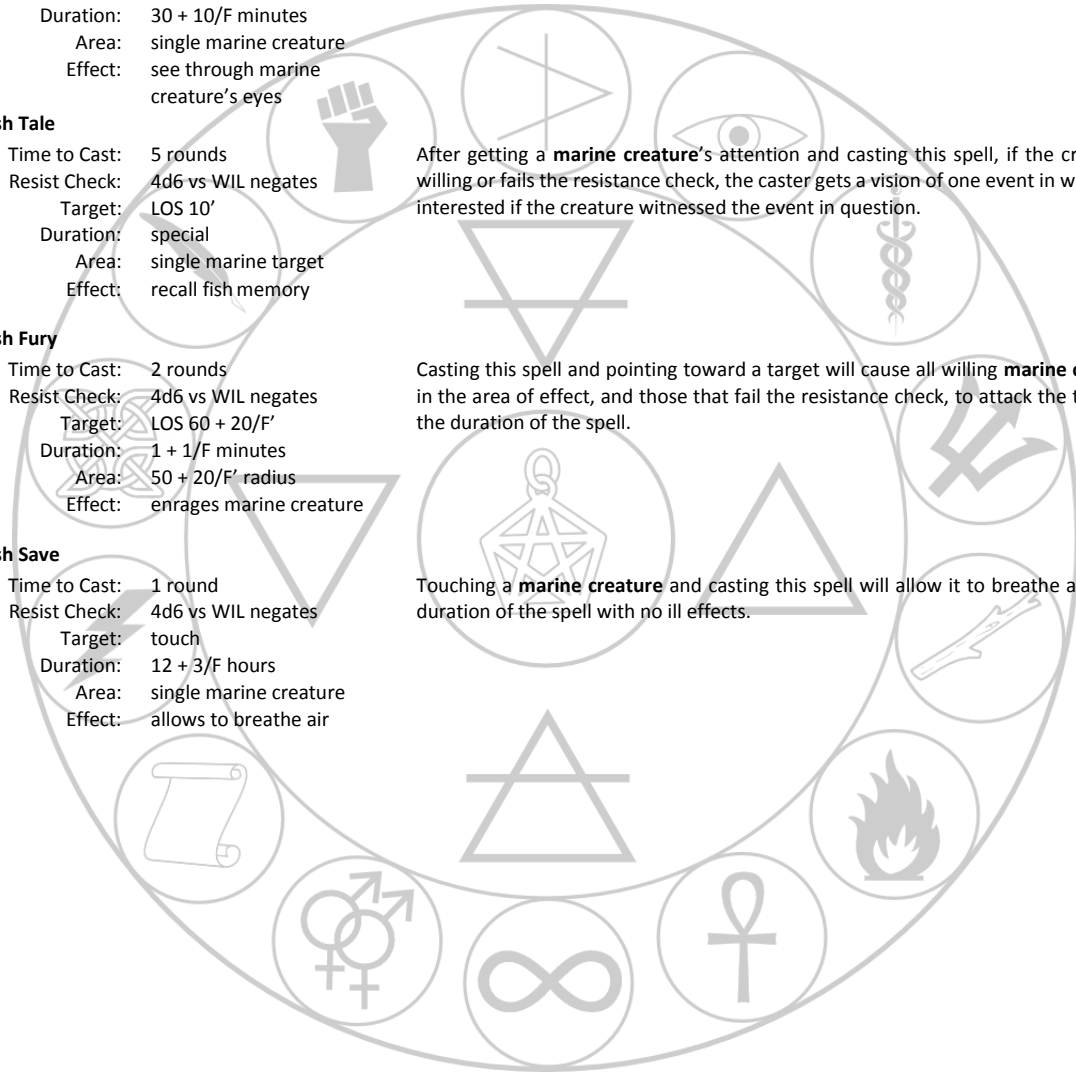 Duration: 30 + 10/F minutes
Area: single marine creature
Effect: see through marine
creature's eyes
sh Tale
Time to Cast: 5 rounds
Resist Check: 4d6 vs WIL negates
Target: LOS 10'
Duration: special
Area: single marine target
Effect: recall fish memory
After getting a marine creature's attention and casting this spell, if the cr
willing or fails the resistance check, the caster gets a vision of one event in w
interested if the creature witnessed the event in question.
sh Fury
Time to Cast: 2 rounds
Resist Check: 4d6 vs WIL negates
Target: LOS 60 + 20/F'
Duration: 1 + 1/F minutes
Area: 50 + 20/F' radius
Effect: enrages marine creature
Casting this spell and pointing toward a target will cause all willing marine c
in the area of effect, and those that fail the resistance check, to attack the t
the duration of the spell.
sh Save
Time to Cast: 1 round
Resist Check: 4d6 vs WIL negates
Target: touch
Duration: 12 + 3/F hours
Area: single marine creature
Effect: allows to breathe air
Touching a marine creature and casting this spell will allow it to breathe a
duration of the spell with no ill effects.